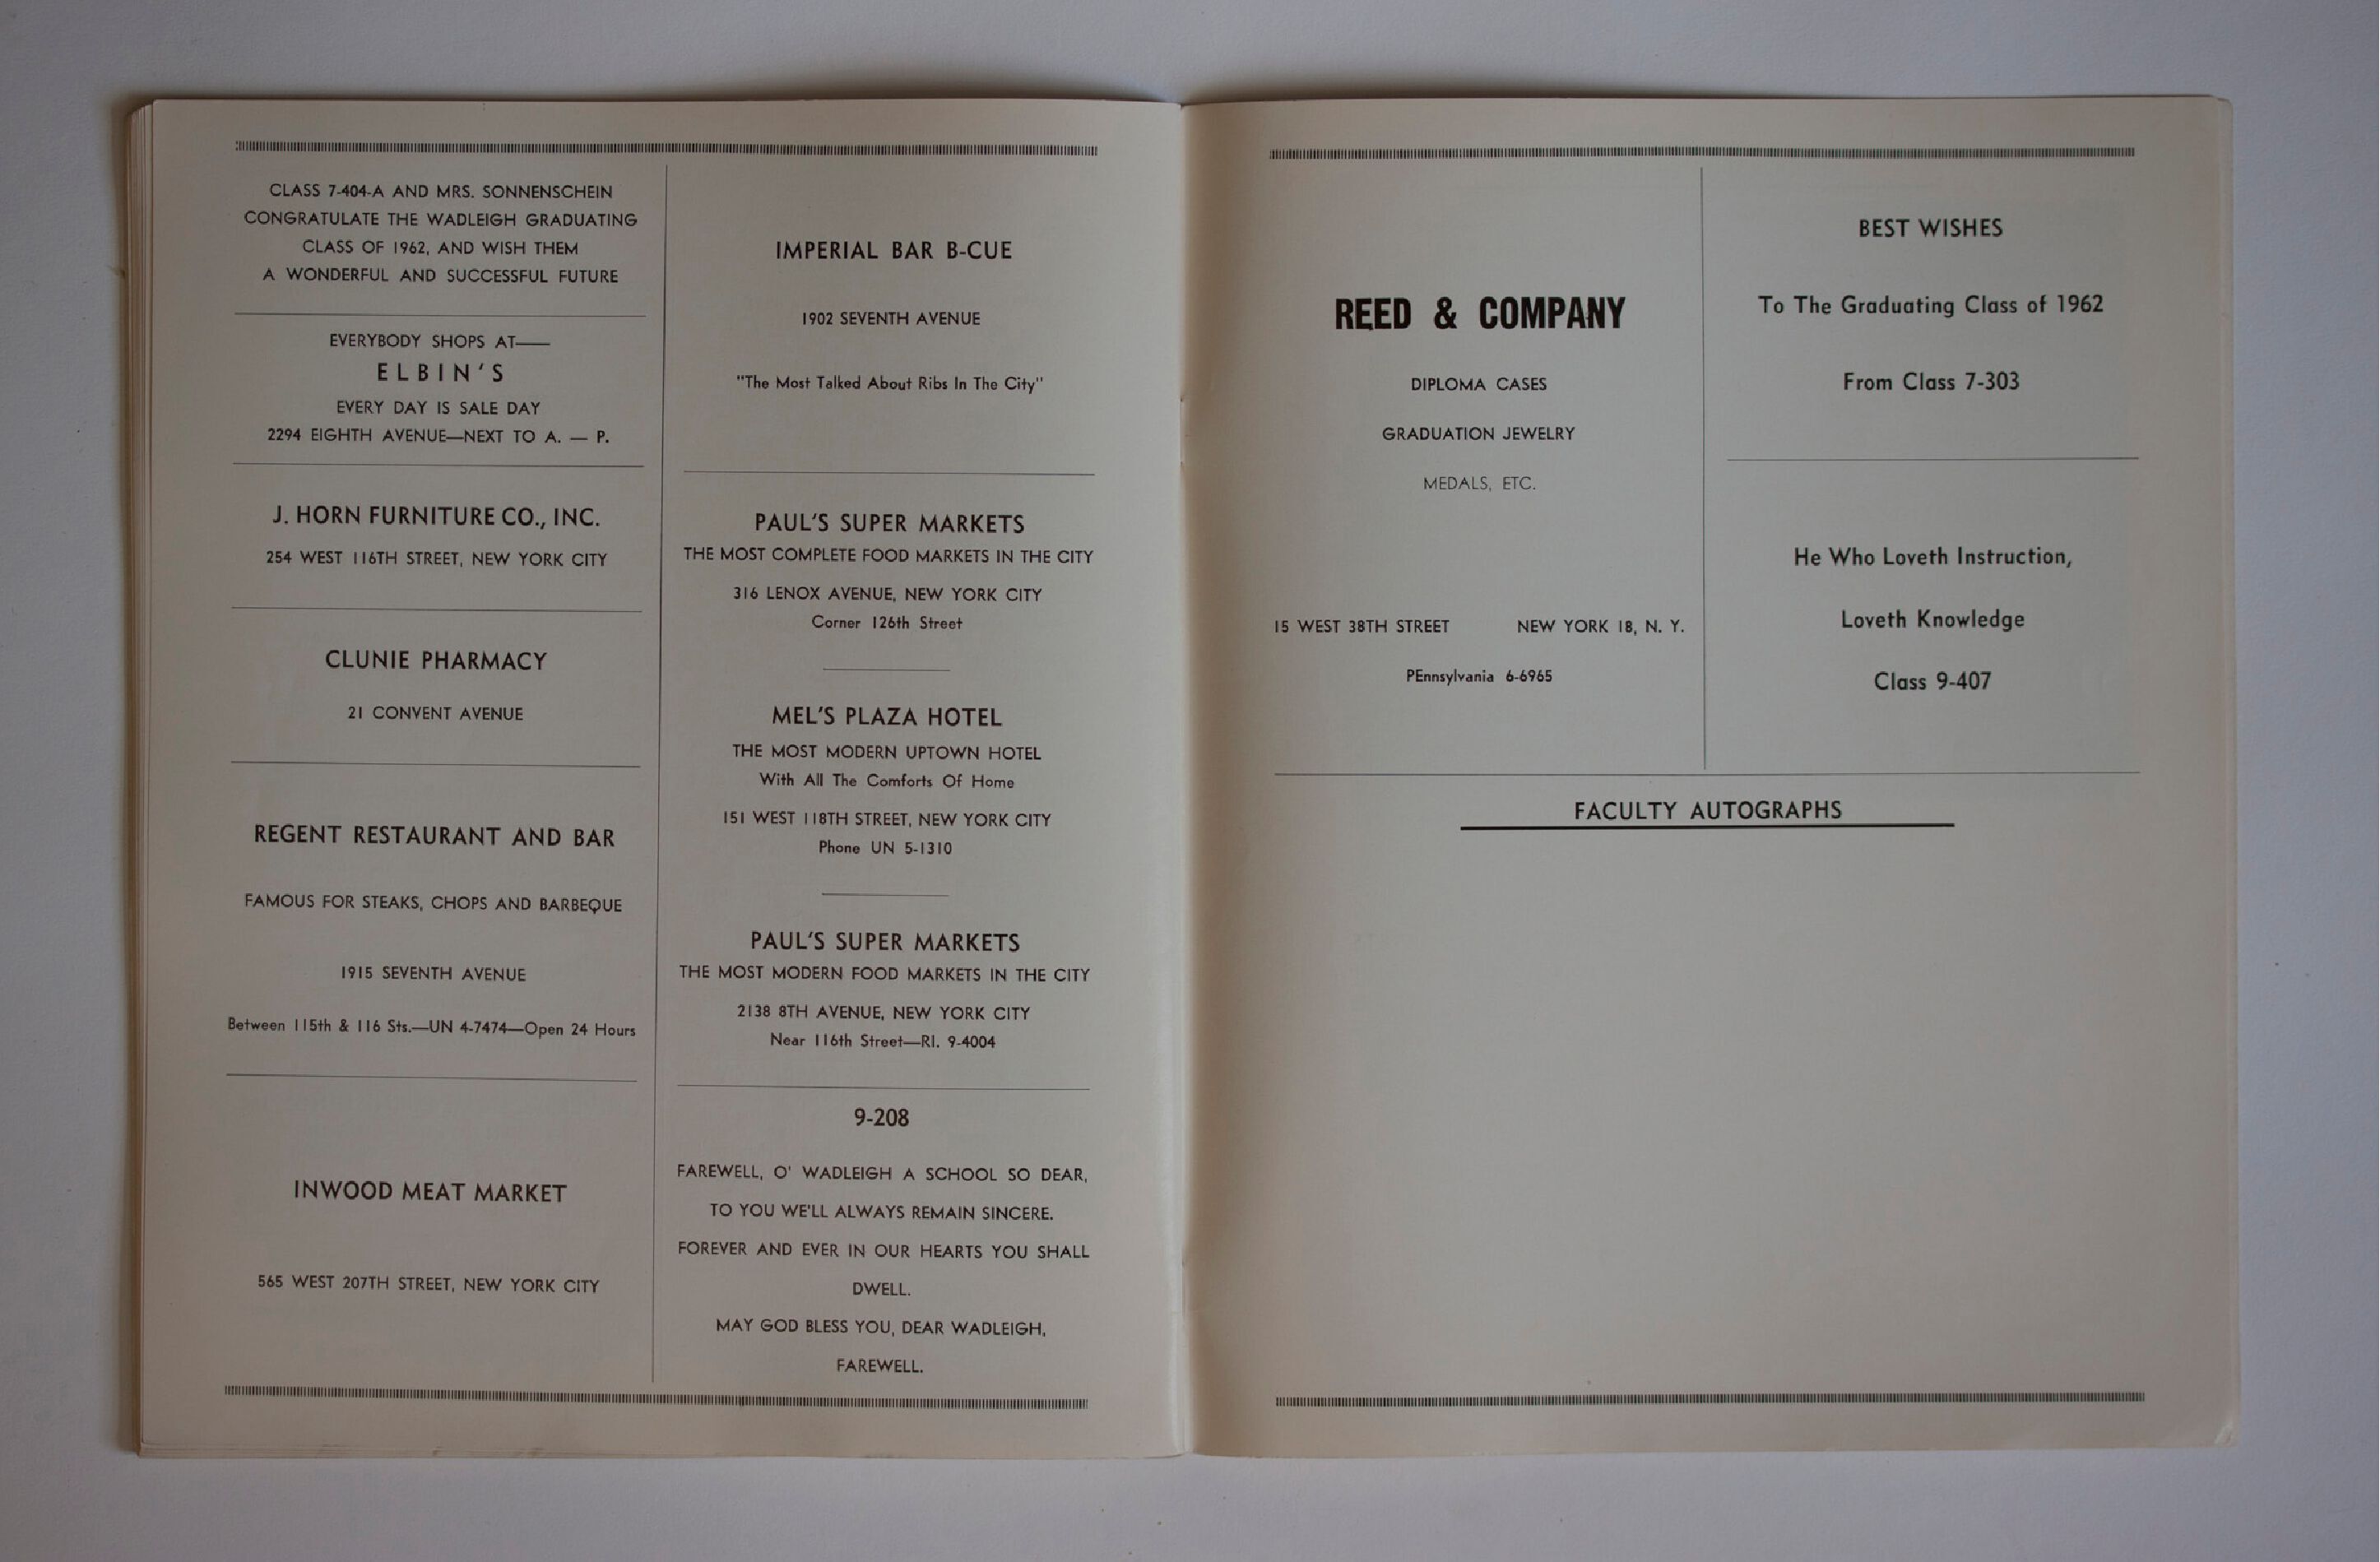 CLASS 7-404-A AND MRS. SONNENSCHEIN
CONGRATULATE THE WADLEIGH GRADUATING
CLASS OF 1962, AND WISH THEM
A WONDERFUL AND SUCCESSFUL FUTURE
EVERYBODY SHOPS AT——
ELBIN'S
EVERY DAY IS SALE DAY
2294 EIGHTH AVENUE—NEXT TO A. — P.
J. HORN FURNITURE CO., INC.
254 WEST 116TH STREET, NEW YORK CITY
CLUNIE PHARMACY
21 CONVENT AVENUE
REGENT RESTAURANT AND BAR
FAMOUS FOR STEAKS, CHOPS AND BARBEQUE
1915 SEVENTH AVENUE
Between 115th & 116 Sts.—UN 4-7474—Open 24 Hours
INWOOD MEAT MARKET
565 WEST 207TH STREET, NEW YORK CITY
IMPERIAL BAR B-CUE
1902 SEVENTH AVENUE
"The Most Talked About Ribs In The City"
PAUL'S SUPER MARKETS
THE MOST COMPLETE FOOD MARKETS IN THE CITY
316 LENOX AVENUE, NEW YORK CITY
Corner 126th Street
MEL'S PLAZA HOTEL
THE MOST MODERN UPTOWN HOTEL
With All The Comforts Of Home
151 WEST 118TH STREET, NEW YORK CITY
Phone UN 5-1310
PAUL'S SUPER MARKETS
THE MOST MODERN FOOD MARKETS IN THE CITY
2138 8TH AVENUE, NEW YORK CITY
Near 116th Street—RI. 9-4004
9-208
FAREWELL, O' WADLEIGH A SCHOOL SO DEAR,
TO YOU WE'LL ALWAYS REMAIN SINCERE.
FOREVER AND EVER IN OUR HEARTS YOU SHALL
DWELL.
MAY GOD BLESS YOU, DEAR WADLEIGH,
FAREWELL.
REED & COMPANY
DIPLOMA CASES
GRADUATION JEWELRY
MEDALS, ETC.
15 WEST 38TH STREET NEW YORK 18, N. Y.
PEnnsylvania 6-6965
BEST WISHES
To The Graduating Class of 1962
From Class 7-303
He Who Loveth Instruction,
Loveth Knowledge
Class 9-407
FACULTY AUTOGRAPHS